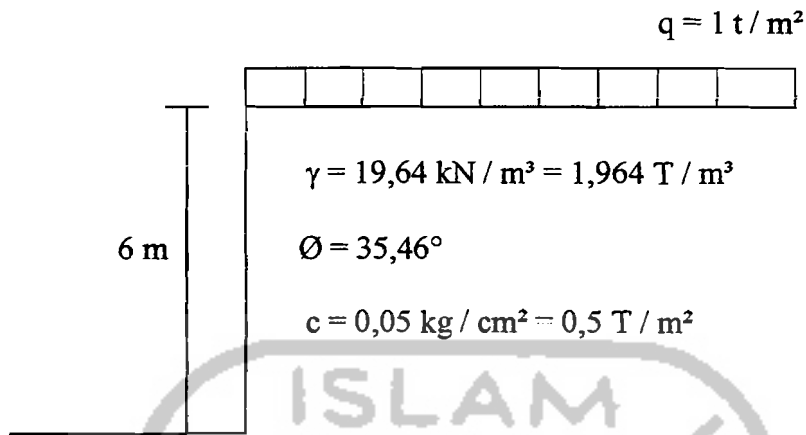 q = 1 t / m²
γ = 19,64 kN / m³ = 1,964 T / m³
6 m
Ø = 35,46°
c = 0,05 kg / cm² = 0,5 T / m²
ISLAM